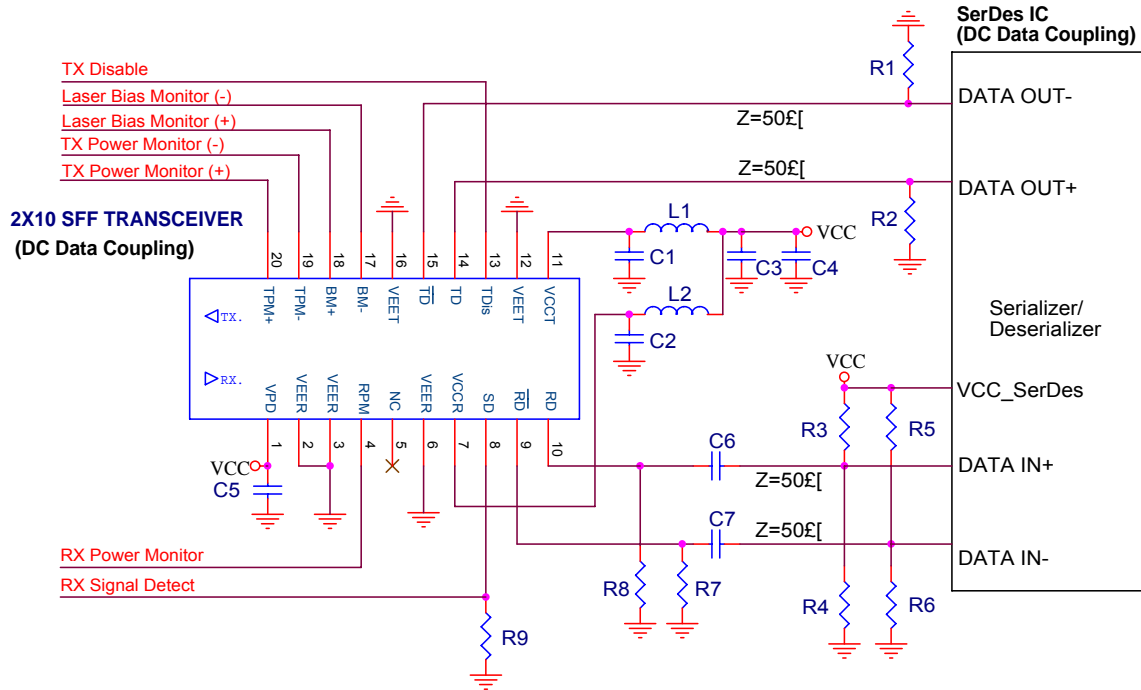 SerDes IC
(DC Data Coupling)
R1
TX Disable
Laser Bias Monitor (-)
Laser Bias Monitor (+)
TX Power Monitor (-)
TX Power Monitor (+)
DATA OUT-
Z=50£[
Z=50£[
DATA OUT+
R2
2X10 SFF TRANSCEIVER
(DC Data Coupling)
L1
VCC
C1
C3
C4
20
19
18
17
16
15
14
13
12
11
TPM+
TPM-
BM+
BM-
VEET
TD
TD
TDis
VEET
VCCT
L2
C2
TX.
RX.
Serializer/
Deserializer
VPD
VEER
VEER
RPM
NC
VEER
VCCR
SD
RD
RD
1
2
3
4
5
6
7
8
9
10
VCC
VCC_SerDes
R3
R5
VCC
C5
C6
Z=50£[
DATA IN+
C7
Z=50£[
DATA IN-
RX Power Monitor
RX Signal Detect
R8
R7
R4
R6
R9